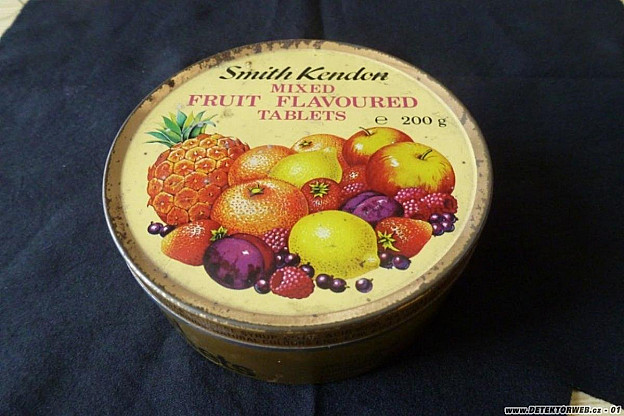 Smith Kendon
MIXED
FRUIT FLAVOURED
TABLETS
℮ 200 g
www.DETEKTORWEB.cz - 01